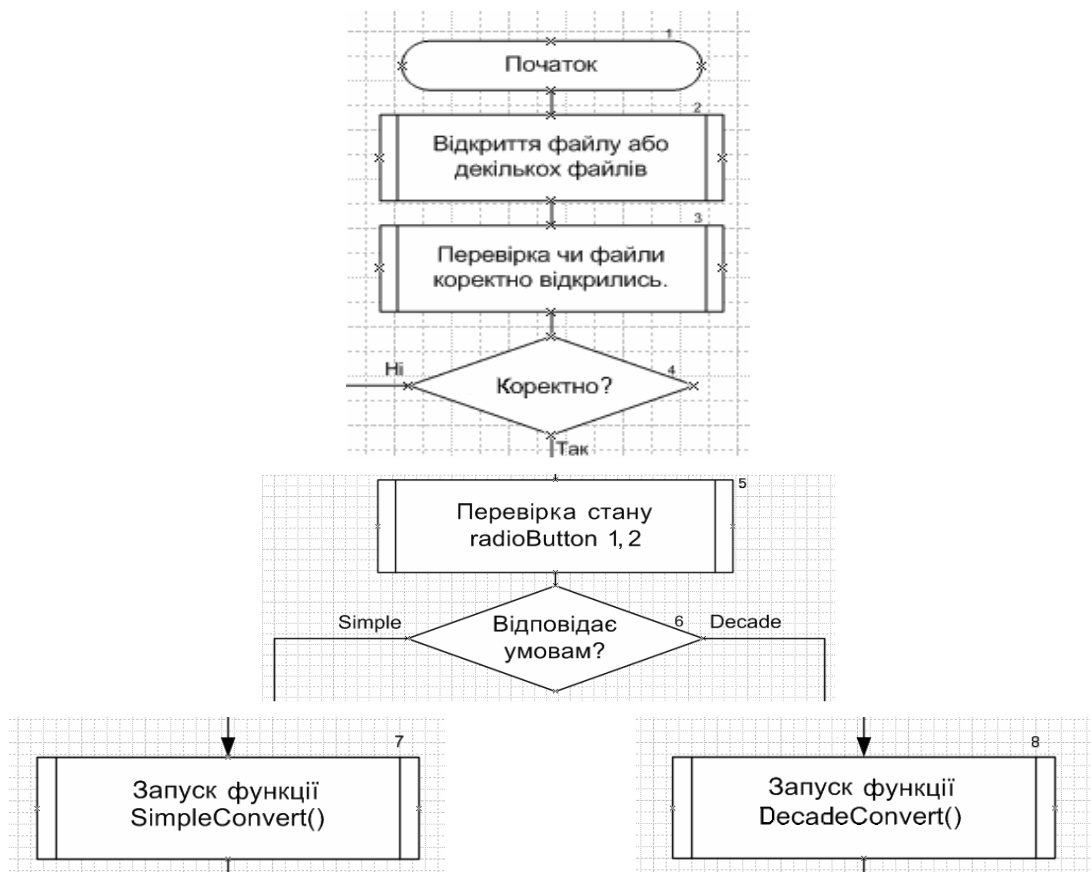 1
Початок
2
Відкриття файлу або
декількох файлів
3
Перевірка чи файли
коректно відкрились.
Ні
4
Коректно?
Так
5
Перевірка стану
radioButton 1, 2
Simple
Відповідає
умовам?
6
Decade
7
Запуск функції
SimpleConvert()
8
Запуск функції
DecadeConvert()